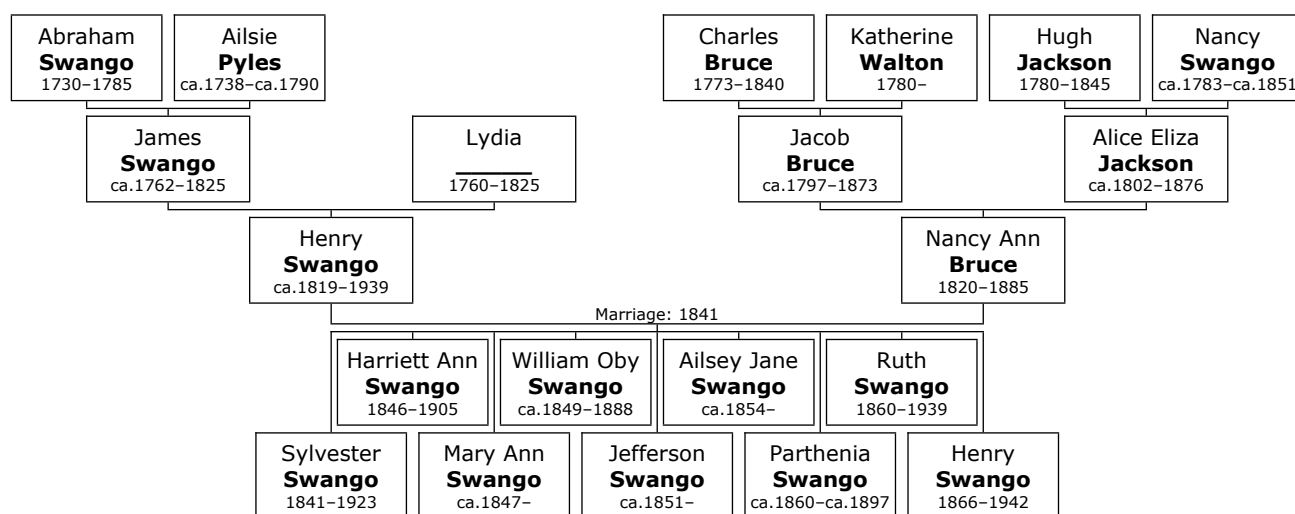 Abraham
Swango
1730–1785
Ailsie
Pyles
ca.1738–ca.1790
Charles
Bruce
1773–1840
Katherine
Walton
1780–
Hugh
Jackson
1780–1845
Nancy
Swango
ca.1783–ca.1851
James
Swango
ca.1762–1825
Lydia
_______
1760–1825
Jacob
Bruce
ca.1797–1873
Alice Eliza
Jackson
ca.1802–1876
Henry
Swango
ca.1819–1939
Nancy Ann
Bruce
1820–1885
Marriage: 1841
Harriett Ann
Swango
1846–1905
William Oby
Swango
ca.1849–1888
Ailsey Jane
Swango
ca.1854–
Ruth
Swango
1860–1939
Sylvester
Swango
1841–1923
Mary Ann
Swango
ca.1847–
Jefferson
Swango
ca.1851–
Parthenia
Swango
ca.1860–ca.1897
Henry
Swango
1866–1942